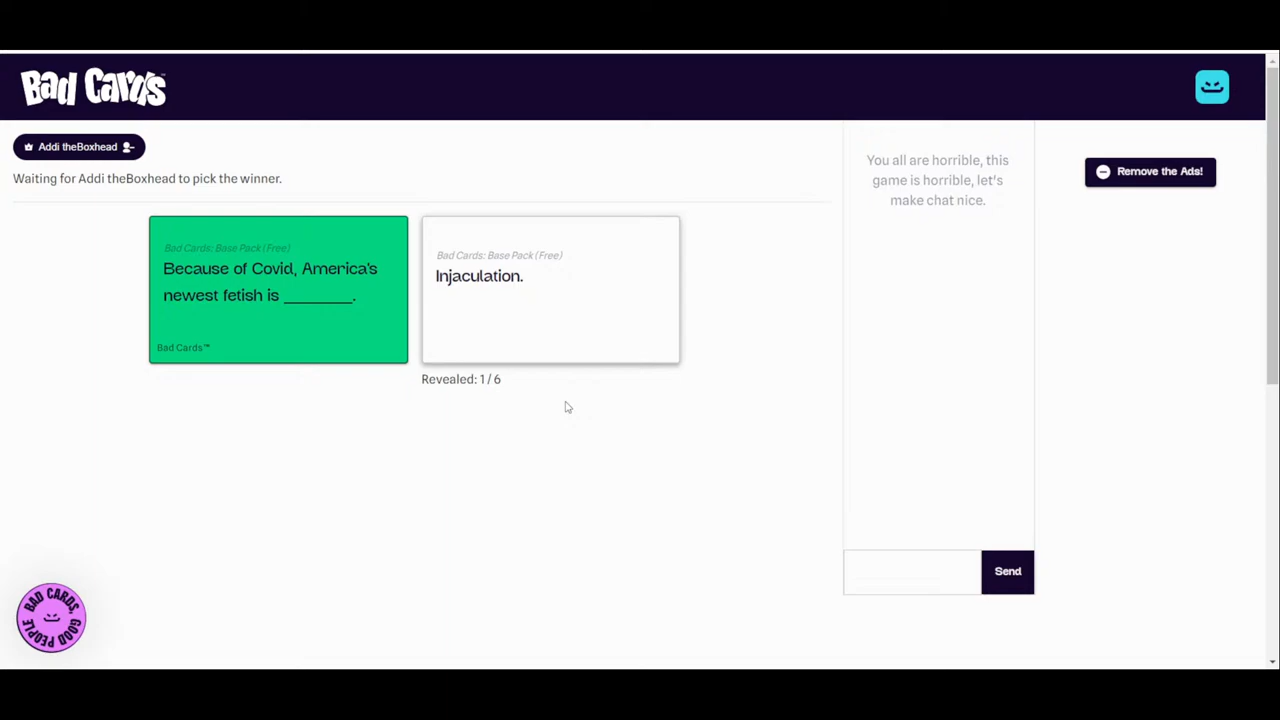 Bad Cards™
Addi theBoxhead
Waiting for Addi theBoxhead to pick the winner.
Bad Cards: Base Pack (Free)
Because of Covid, America's
newest fetish is ________.
Bad Cards™
Bad Cards: Base Pack (Free)
Injaculation.
Revealed: 1 / 6
You all are horrible, this
game is horrible, let's
make chat nice.
Send
Remove the Ads!
BAD CARDS,
GOOD PEOPLE